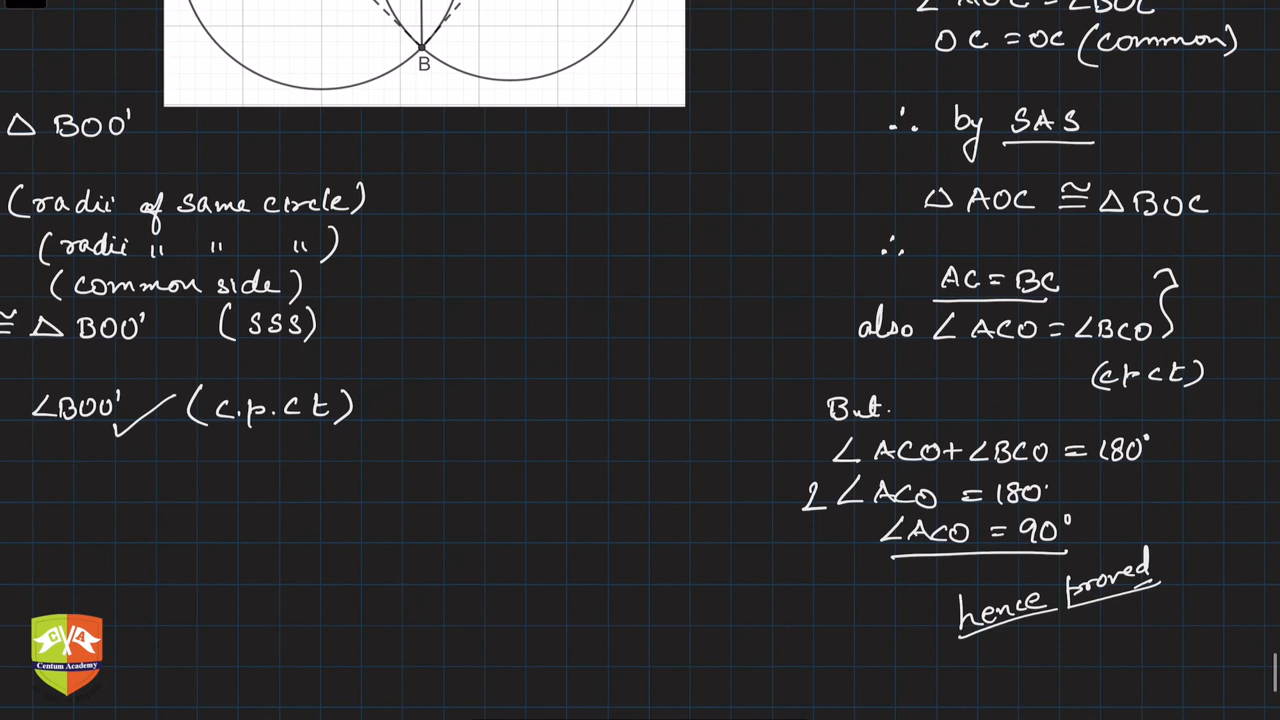 B
△ BOO'
(radii of same circle)
(radii " " ")
(common side)
≅ △ BOO' (SSS)
∠BOO' ✓ (c.p.c t)
OC = OC (common)
∴ by SAS
△ AOC ≅ △ BOC
∴
AC = BC
also ∠ ACO = ∠BCO
(cpct)
But.
∠ ACO + ∠BCO = 180°
2 ∠ACO = 180°
∠ACO = 90°
hence proved
C A
Centum Academy